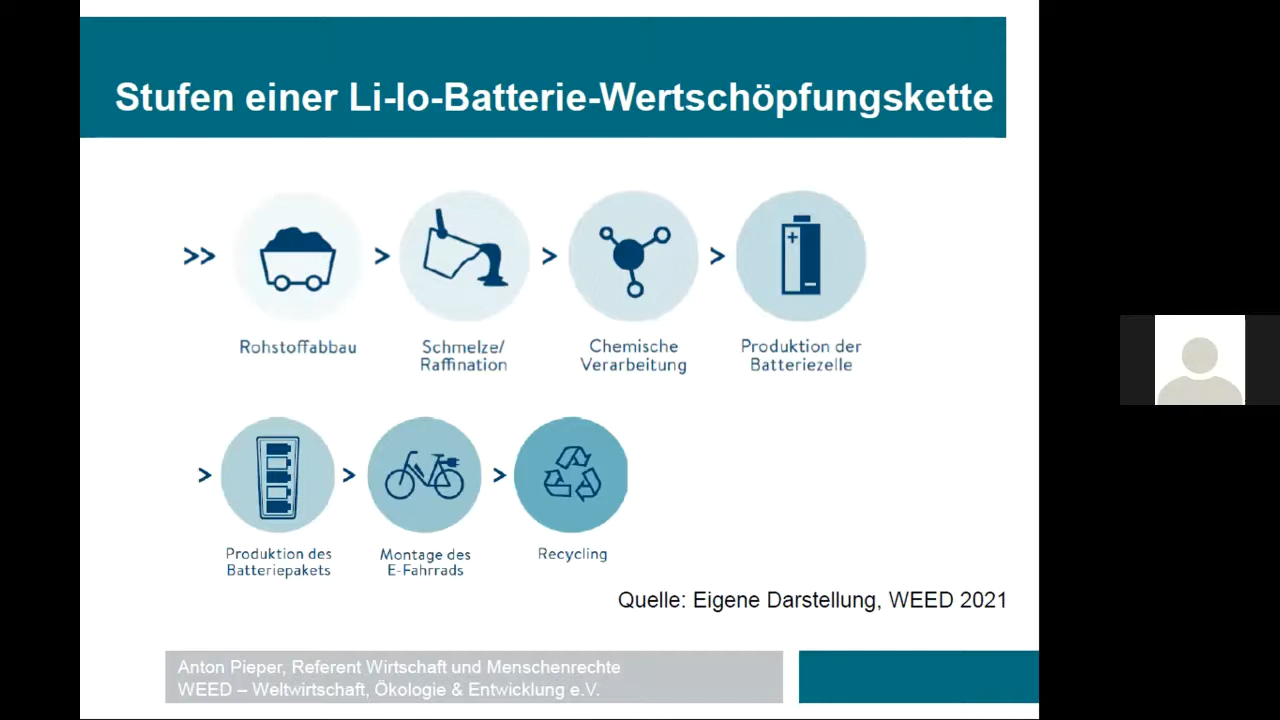 Stufen einer Li-Io-Batterie-Wertschöpfungskette
>> > > >
Rohstoffabbau
Schmelze/
Raffination
Chemische
Verarbeitung
Produktion der
Batteriezelle
> > >
Produktion des
Batteriepakets
Montage des
E-Fahrrads
Recycling
Quelle: Eigene Darstellung, WEED 2021
Anton Pieper, Referent Wirtschaft und Menschenrechte
WEED – Weltwirtschaft, Ökologie & Entwicklung e.V.